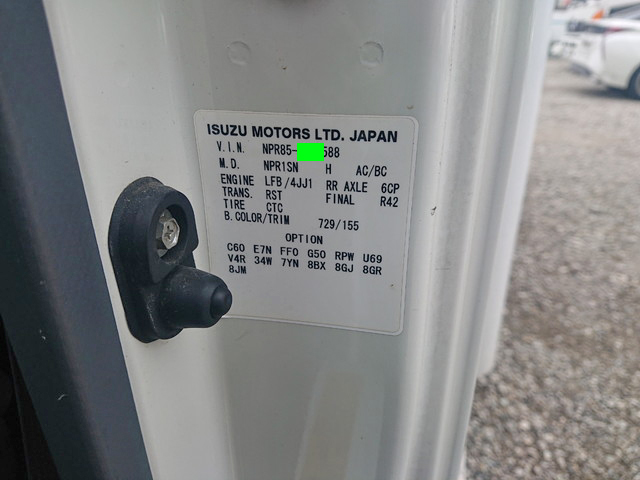 ISUZU MOTORS LTD. JAPAN
V.I.N. NPR85- 588
M.D. NPR1SN H AC/BC
ENGINE LFB/4JJ1 RR AXLE 6CP
TRANS. RST FINAL R42
TIRE CTC
B.COLOR/TRIM 729/155
OPTION
C60 E7N FF0 G50 RPW U69
V4R 34W 7YN 8BX 8GJ 8GR
8JM